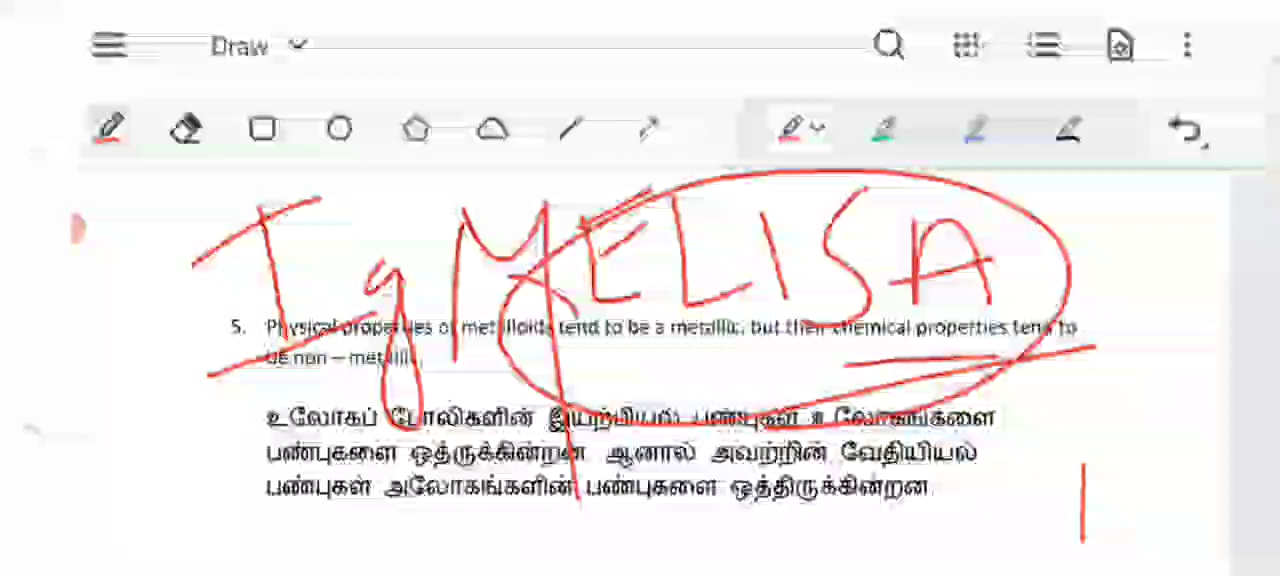 Draw
IgM ELISA
5. Physical properties of metalloids tend to be a metallic, but their chemical properties tend to
be non – metallic.
உலோகப் போலிகளின் இயற்பியல் பண்புகள் உலோகங்களை
பண்புகளை ஒத்ருக்கின்றன. ஆனால் அவற்றின் வேதியியல்
பண்புகள் அலோகங்களின் பண்புகளை ஒத்திருக்கின்றன.